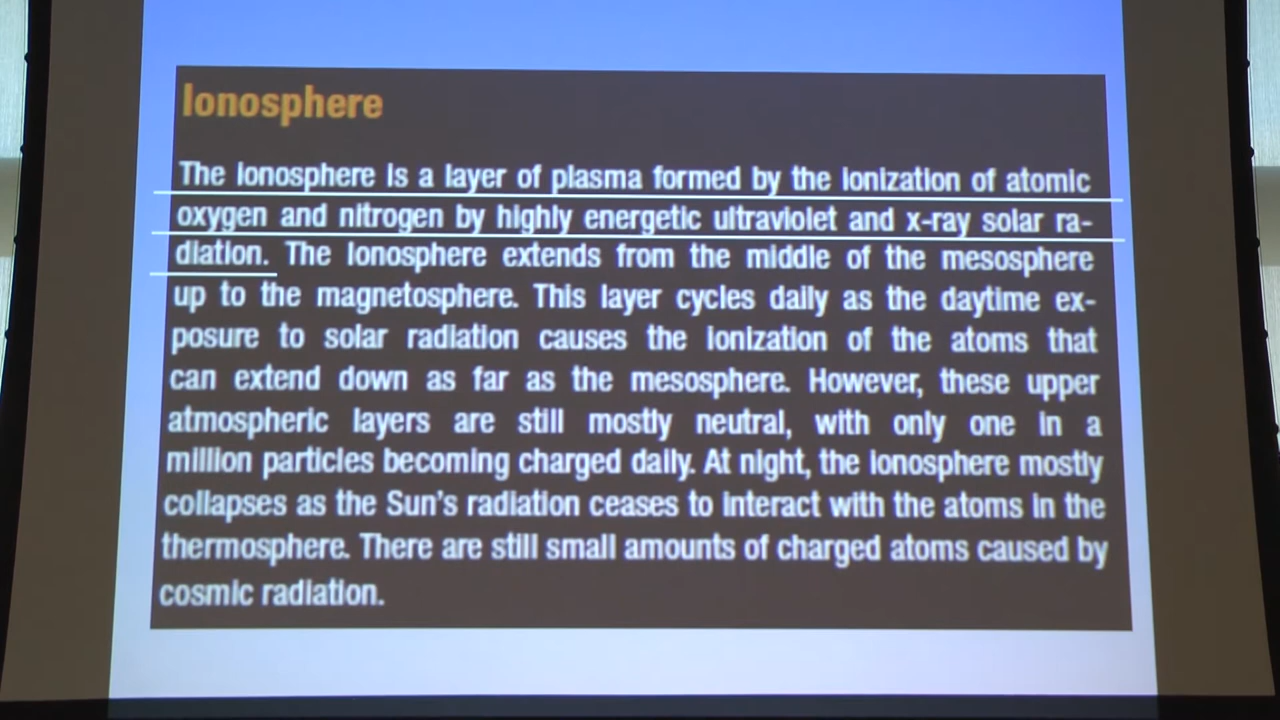 Ionosphere
The Ionosphere is a layer of plasma formed by the ionization of atomic
oxygen and nitrogen by highly energetic ultraviolet and x-ray solar ra-
diation. The Ionosphere extends from the middle of the mesosphere
up to the magnetosphere. This layer cycles daily as the daytime ex-
posure to solar radiation causes the ionization of the atoms that
can extend down as far as the mesosphere. However, these upper
atmospheric layers are still mostly neutral, with only one in a
million particles becoming charged daily. At night, the Ionosphere mostly
collapses as the Sun's radiation ceases to interact with the atoms in the
thermosphere. There are still small amounts of charged atoms caused by
cosmic radiation.